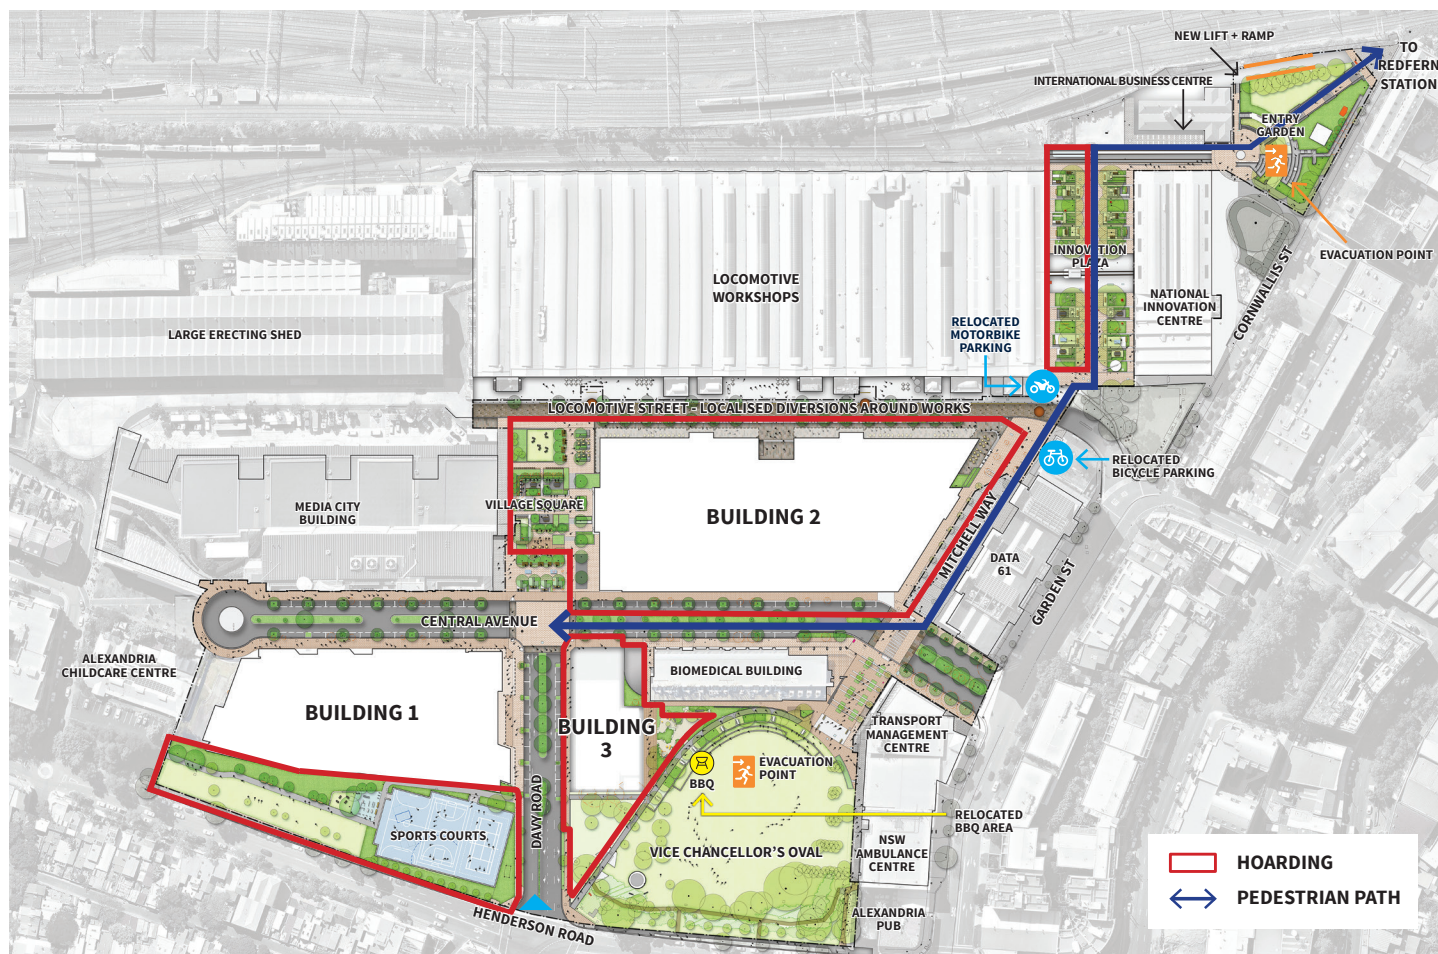 NEW LIFT + RAMP
TO
REDFERN
STATION
INTERNATIONAL BUSINESS CENTRE
ENTRY
GARDEN
EVACUATION POINT
CORNWALLIS ST
INNOVATION
PLAZA
NATIONAL
INNOVATION
CENTRE
LOCOMOTIVE
WORKSHOPS
LARGE ERECTING SHED
RELOCATED
MOTORBIKE
PARKING
LOCOMOTIVE STREET - LOCALISED DIVERSIONS AROUND WORKS
RELOCATED
BICYCLE PARKING
MEDIA CITY
BUILDING
VILLAGE SQUARE
BUILDING 2
MITCHELL WAY
DATA
61
GARDEN ST
CENTRAL AVENUE
ALEXANDRIA
CHILDCARE CENTRE
BUILDING 1
BIOMEDICAL BUILDING
BUILDING
3
TRANSPORT
MANAGEMENT
CENTRE
EVACUATION
POINT
BBQ
DAVY ROAD
SPORTS COURTS
RELOCATED
BBQ AREA
VICE CHANCELLOR'S OVAL
NSW
AMBULANCE
CENTRE
HENDERSON ROAD
ALEXANDRIA
PUB
HOARDING
PEDESTRIAN PATH